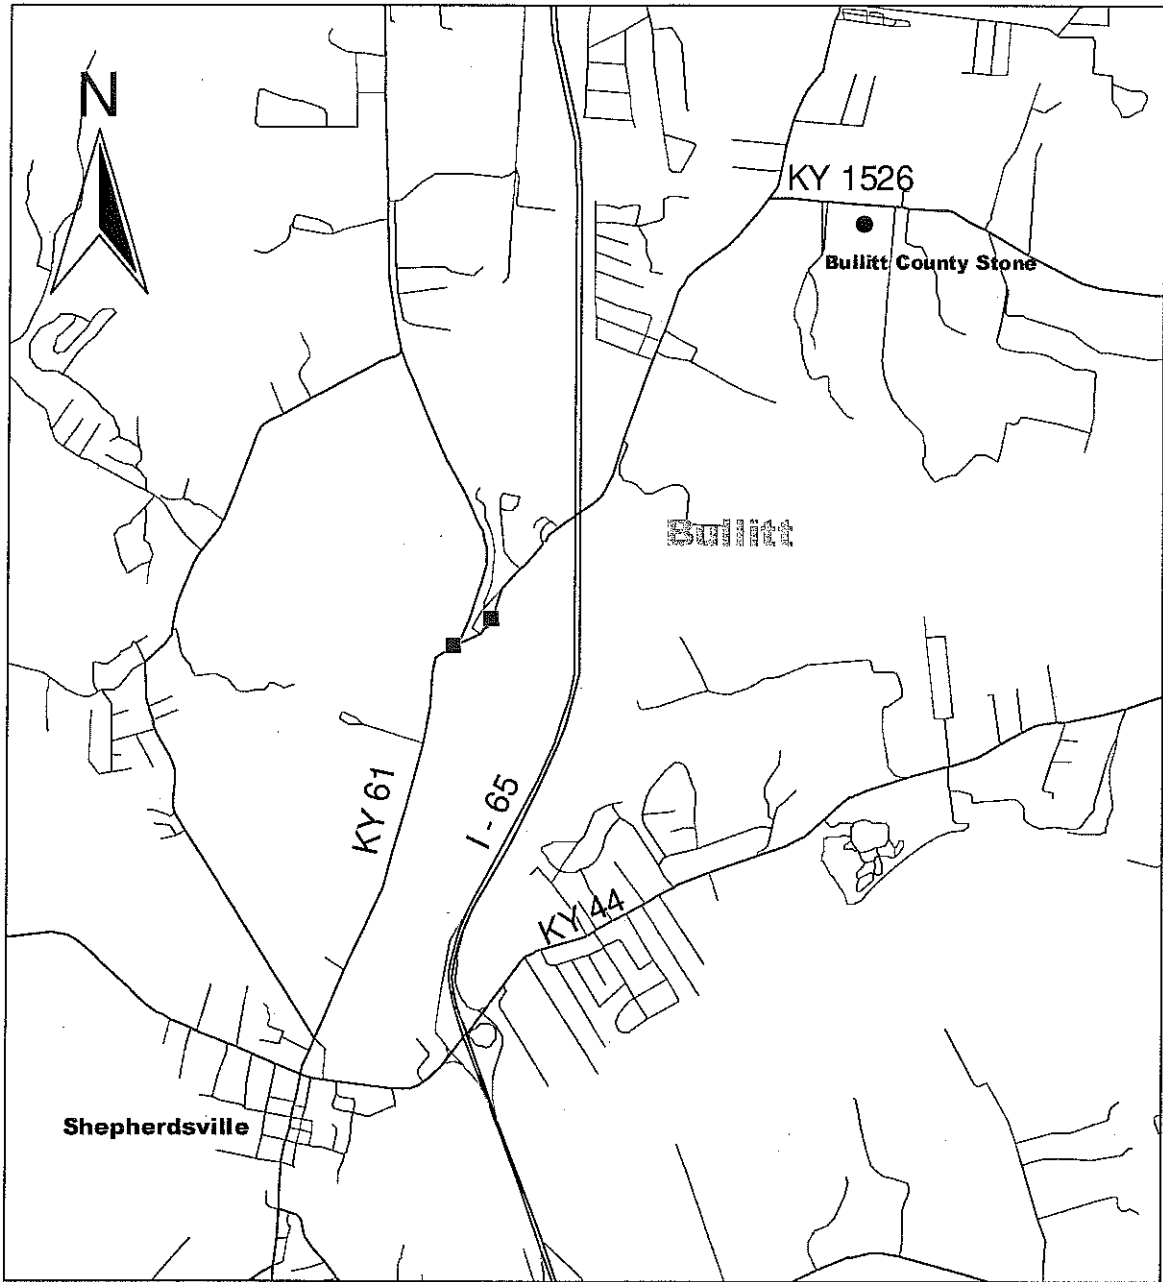 N
KY 1526
Bullitt County Stone
Bullitt
KY 61
I - 65
KY 44
Shepherdsville